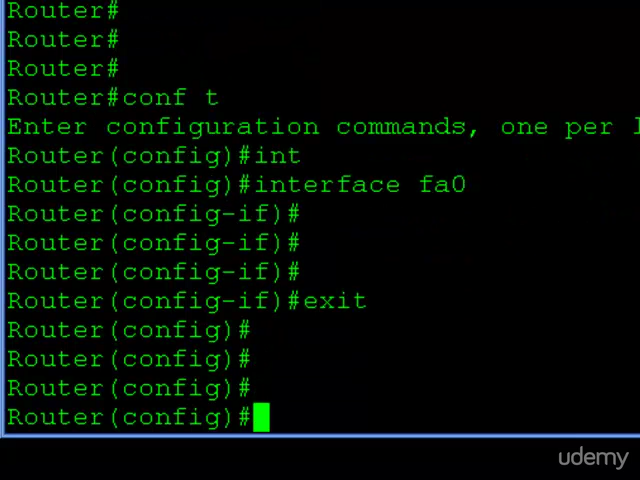 Router#
Router#
Router#
Router#conf t
Enter configuration commands, one per
Router(config)#int
Router(config)#interface fa0
Router(config-if)#
Router(config-if)#
Router(config-if)#
Router(config-if)#exit
Router(config)#
Router(config)#
Router(config)#
Router(config)#
udemy